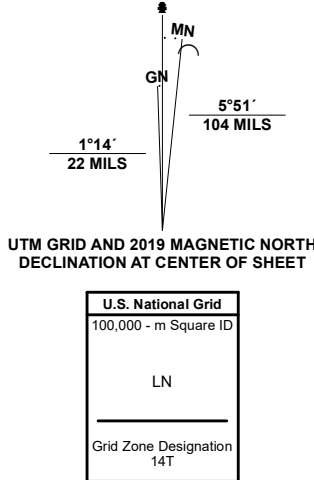 MN
GN
5°51´
104 MILS
1°14´
22 MILS
UTM GRID AND 2019 MAGNETIC NORTH
DECLINATION AT CENTER OF SHEET
U.S. National Grid
100,000 - m Square ID
LN
Grid Zone Designation
14T